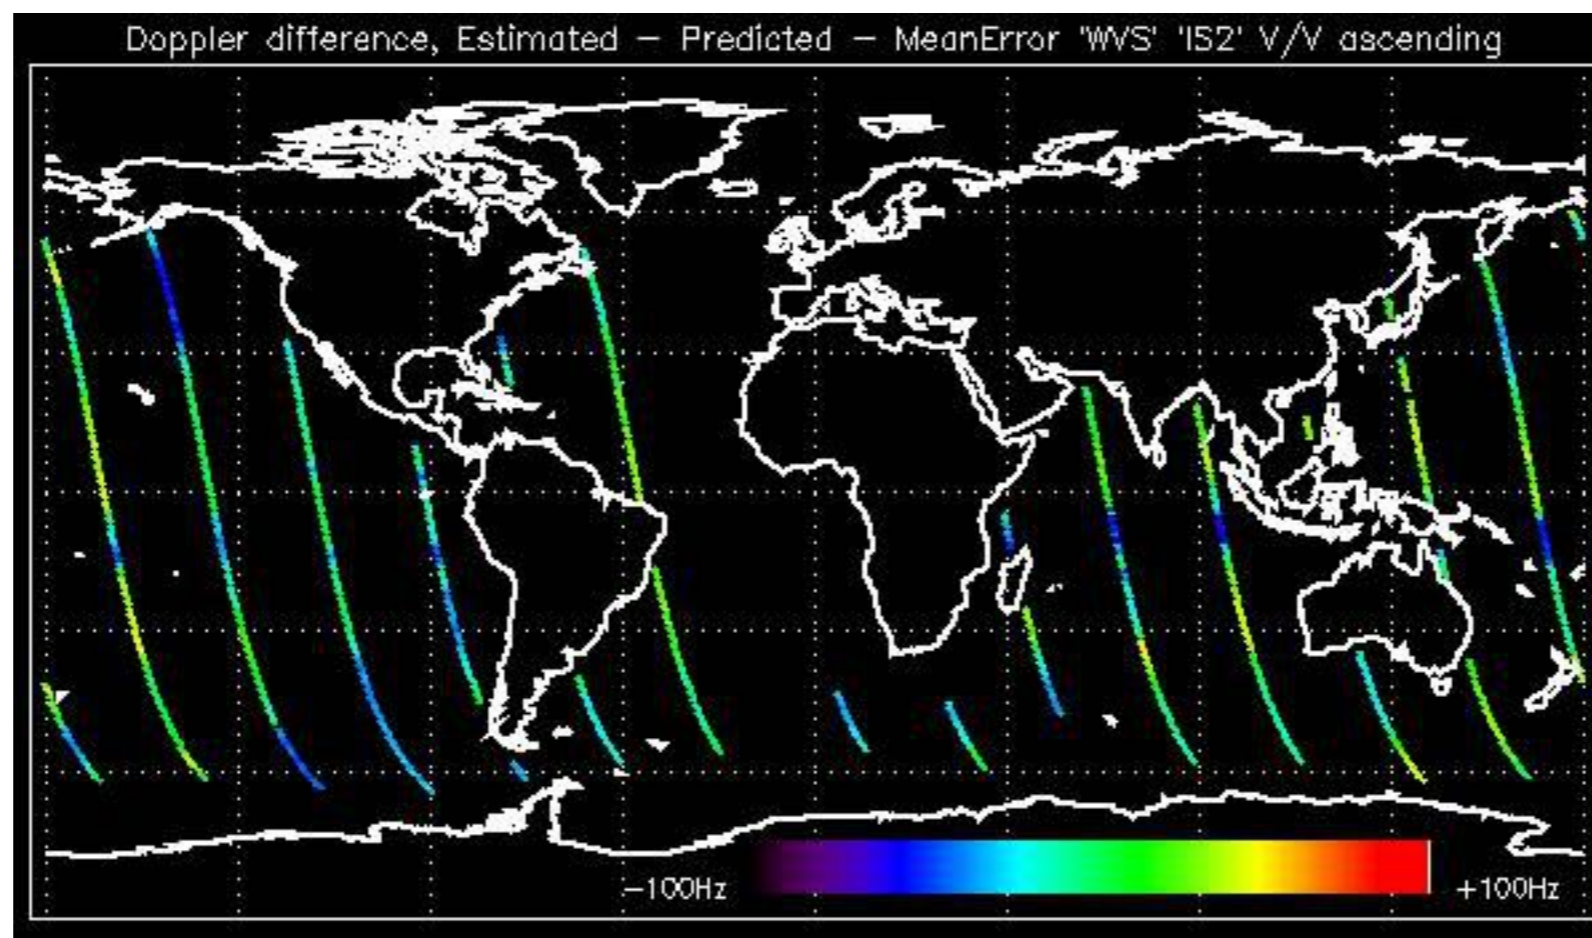 Doppler difference, Estimated – Predicted – MeanError 'WVS' 'IS2' V/V ascending
–100Hz
+100Hz